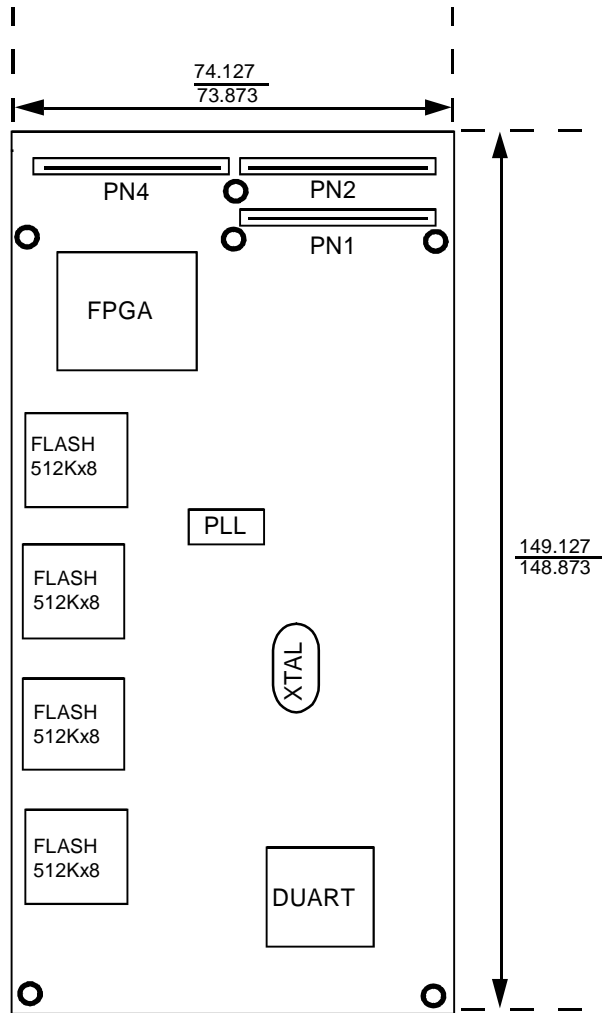 74.127
73.873
PN4
PN2
PN1
FPGA
FLASH
512Kx8
PLL
149.127
148.873
FLASH
512Kx8
XTAL
FLASH
512Kx8
FLASH
512Kx8
DUART